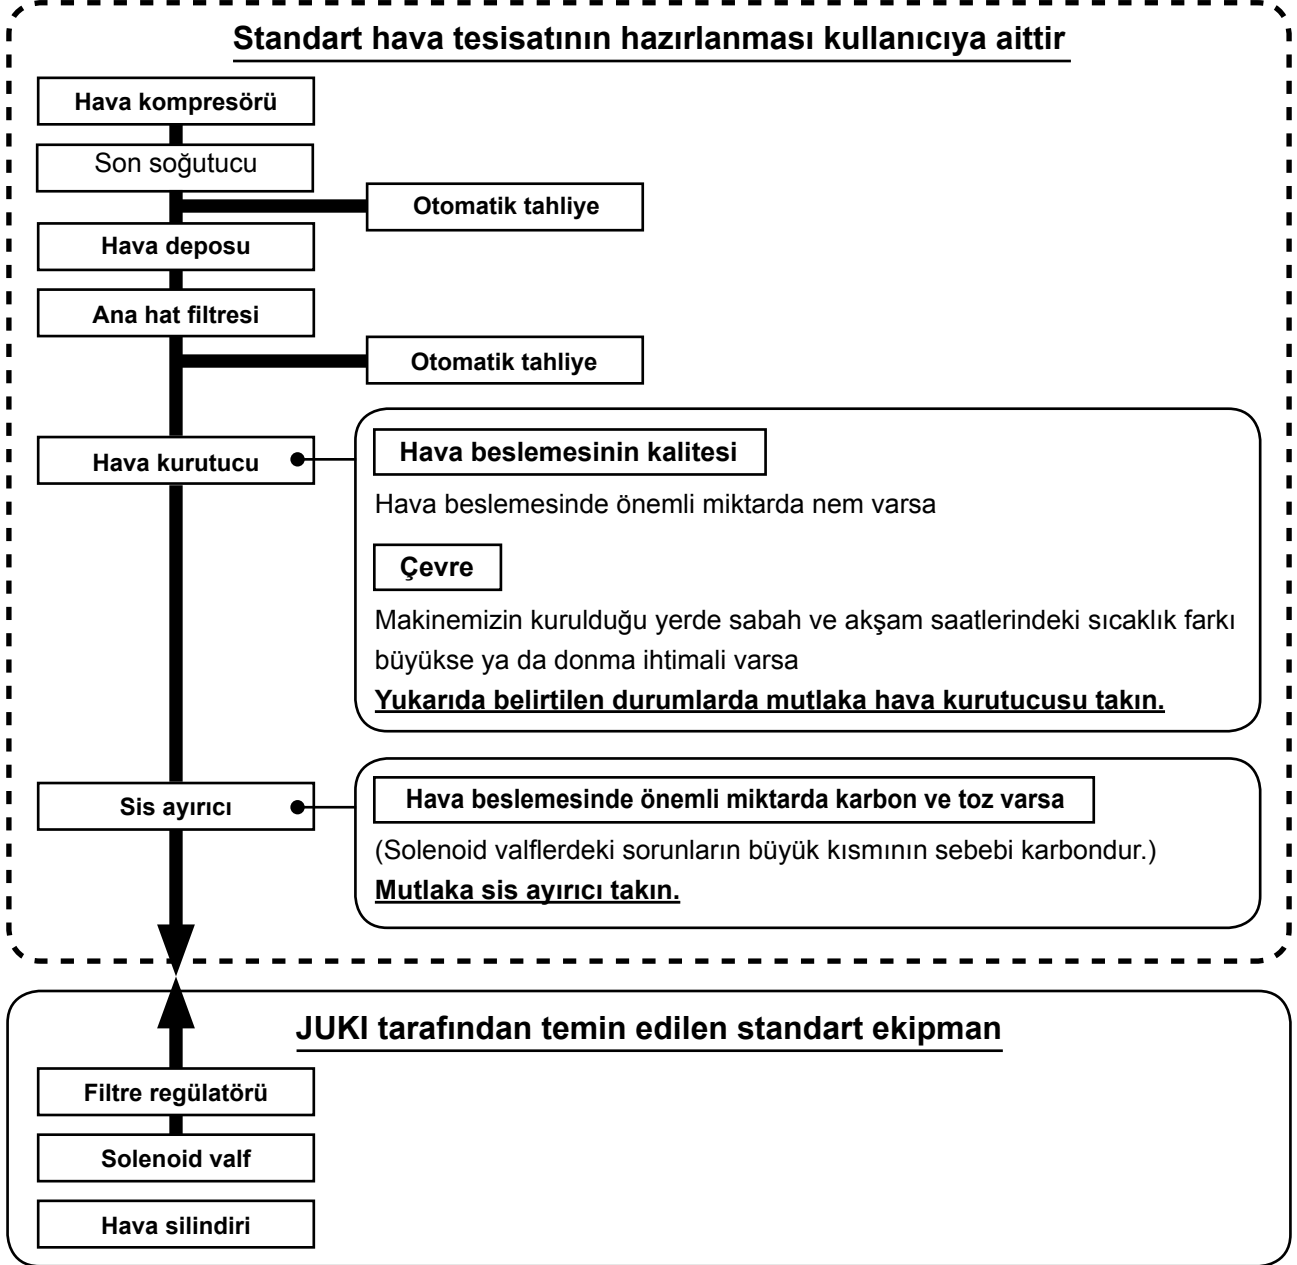 Standart hava tesisatının hazırlanması kullanıcıya aittir
Hava kompresörü
Son soğutucu
Otomatik tahliye
Hava deposu
Ana hat filtresi
Otomatik tahliye
Hava kurutucu
Hava beslemesinin kalitesi
Hava beslemesinde önemli miktarda nem varsa
Çevre
Makinemizin kurulduğu yerde sabah ve akşam saatlerindeki sıcaklık farkı
büyükse ya da donma ihtimali varsa
Yukarıda belirtilen durumlarda mutlaka hava kurutucusu takın.
Sis ayırıcı
Hava beslemesinde önemli miktarda karbon ve toz varsa
(Solenoid valflerdeki sorunların büyük kısmının sebebi karbondur.)
Mutlaka sis ayırıcı takın.
JUKI tarafından temin edilen standart ekipman
Filtre regülatörü
Solenoid valf
Hava silindiri